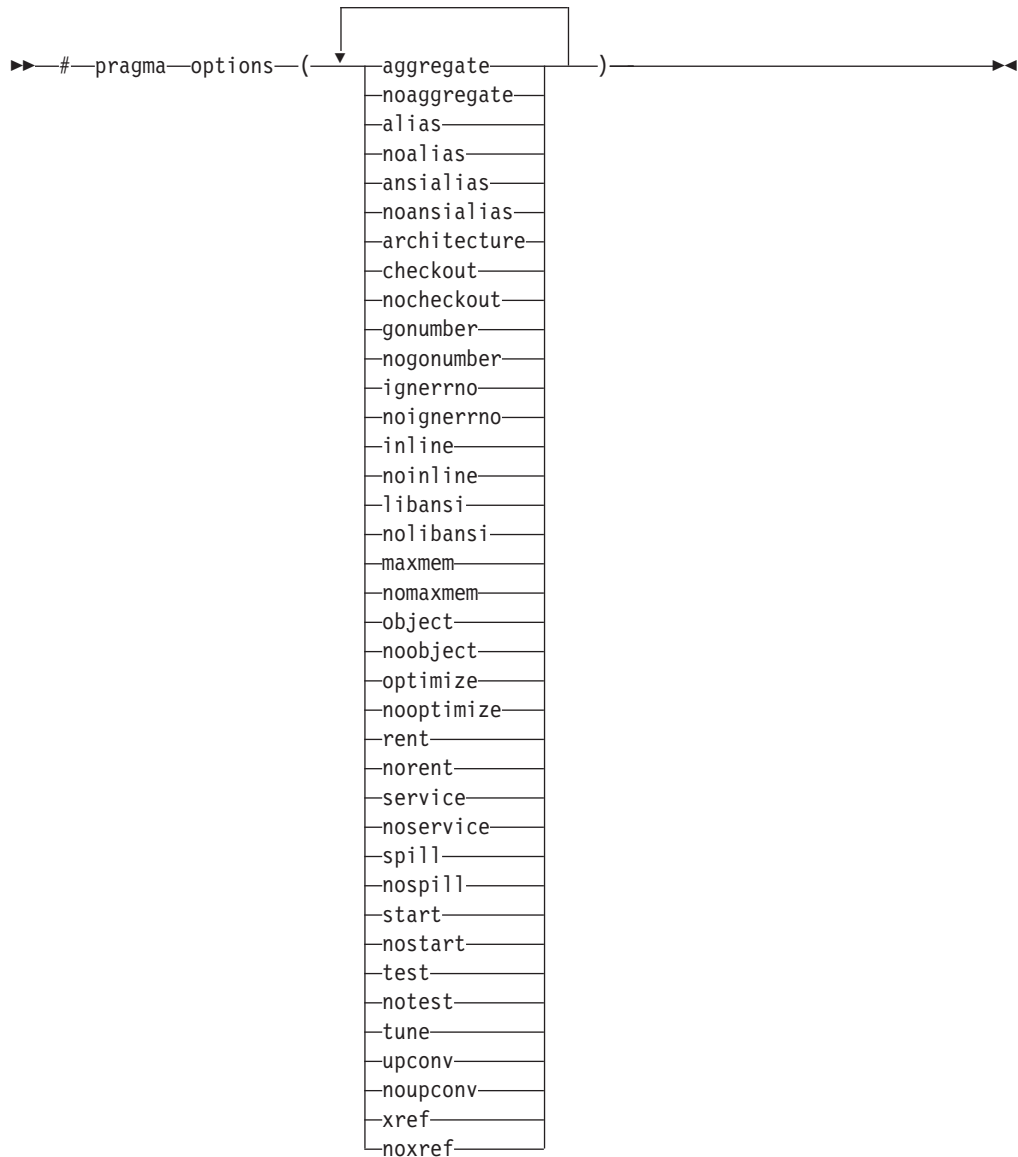 # pragma options ( aggregate )
noaggregate
alias
noalias
ansialias
noansialias
architecture
checkout
nocheckout
gonumber
nogonumber
ignerrno
noignerrno
inline
noinline
libansi
nolibansi
maxmem
nomaxmem
object
noobject
optimize
nooptimize
rent
norent
service
noservice
spill
nospill
start
nostart
test
notest
tune
upconv
noupconv
xref
noxref